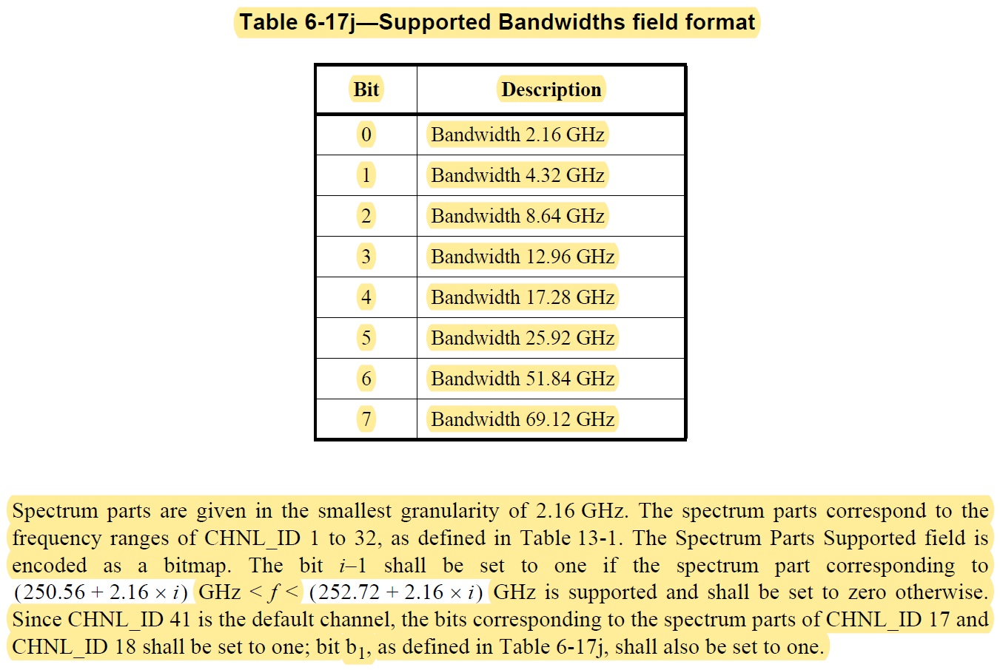 Table 6-17j—Supported Bandwidths field format
Bit Description
0 Bandwidth 2.16 GHz
1 Bandwidth 4.32 GHz
2 Bandwidth 8.64 GHz
3 Bandwidth 12.96 GHz
4 Bandwidth 17.28 GHz
5 Bandwidth 25.92 GHz
6 Bandwidth 51.84 GHz
7 Bandwidth 69.12 GHz
Spectrum parts are given in the smallest granularity of 2.16 GHz. The spectrum parts correspond to the
frequency ranges of CHNL_ID 1 to 32, as defined in Table 13-1. The Spectrum Parts Supported field is
encoded as a bitmap. The bit i–1 shall be set to one if the spectrum part corresponding to
(250.56 + 2.16 × i) GHz < f < (252.72 + 2.16 × i) GHz is supported and shall be set to zero otherwise.
Since CHNL_ID 41 is the default channel, the bits corresponding to the spectrum parts of CHNL_ID 17 and
CHNL_ID 18 shall be set to one; bit b1, as defined in Table 6-17j, shall also be set to one.